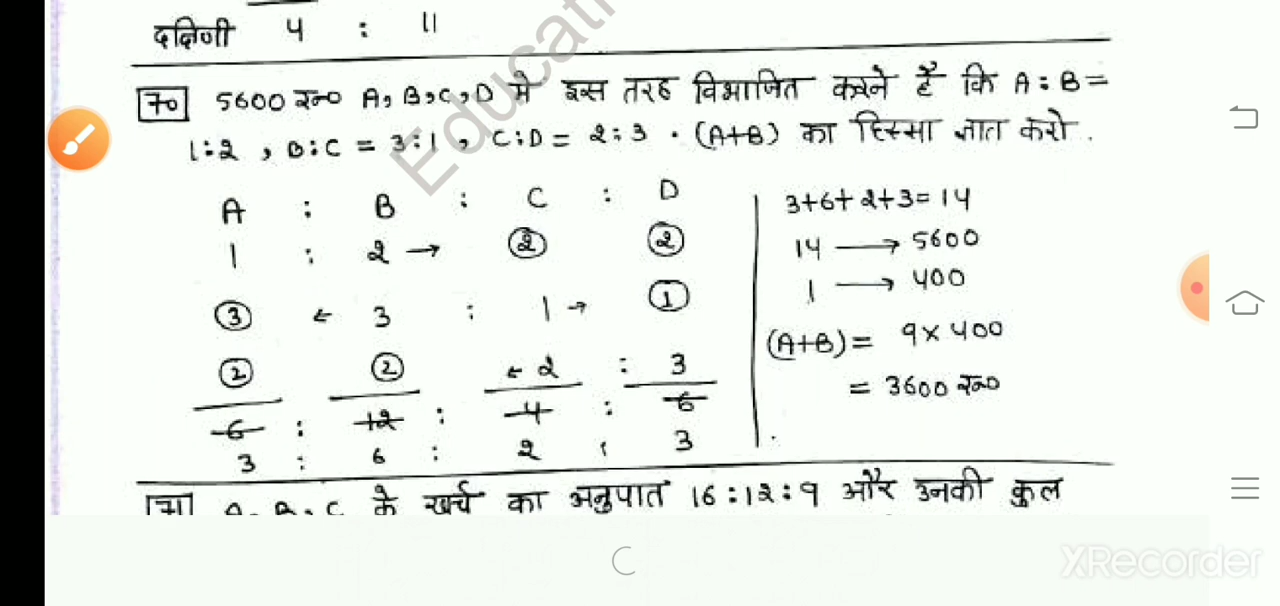 दक्षिणी 4 : 11
70 5600 रू० A, B, C, D मे इस तरह विभाजित करने है कि A : B =
1:2 , B:C = 3:1 , C:D = 2:3 . (A+B) का हिस्सा ज्ञात करो .
A : B : C : D
1 : 2 → 2 2
3 ← 3 : 1 → 1
2 2 ← 2 : 3
6 : 12 : 4 : 6
3 : 6 : 2 : 3
3+6+2+3=14
14 → 5600
1 → 400
(A+B) = 9 × 400
= 3600 रू०
71 A, B, C के खर्च का अनुपात 16:12:9 और उनकी कुल
Educati
XRecorder